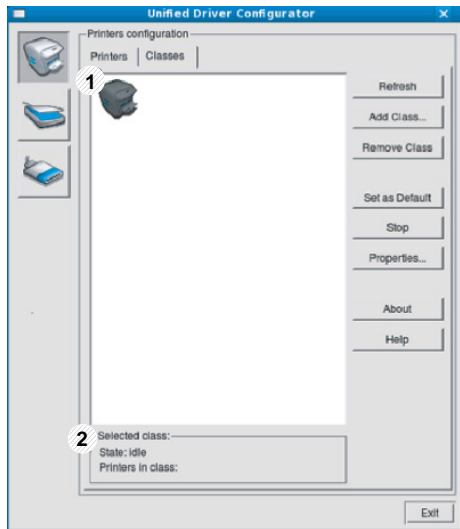 Unified Driver Configurator
Printers configuration
Printers Classes
1
Refresh
Add Class...
Remove Class
Set as Default
Stop
Properties...
About
Help
2
Selected class:
State: idle
Printers in class:
Exit